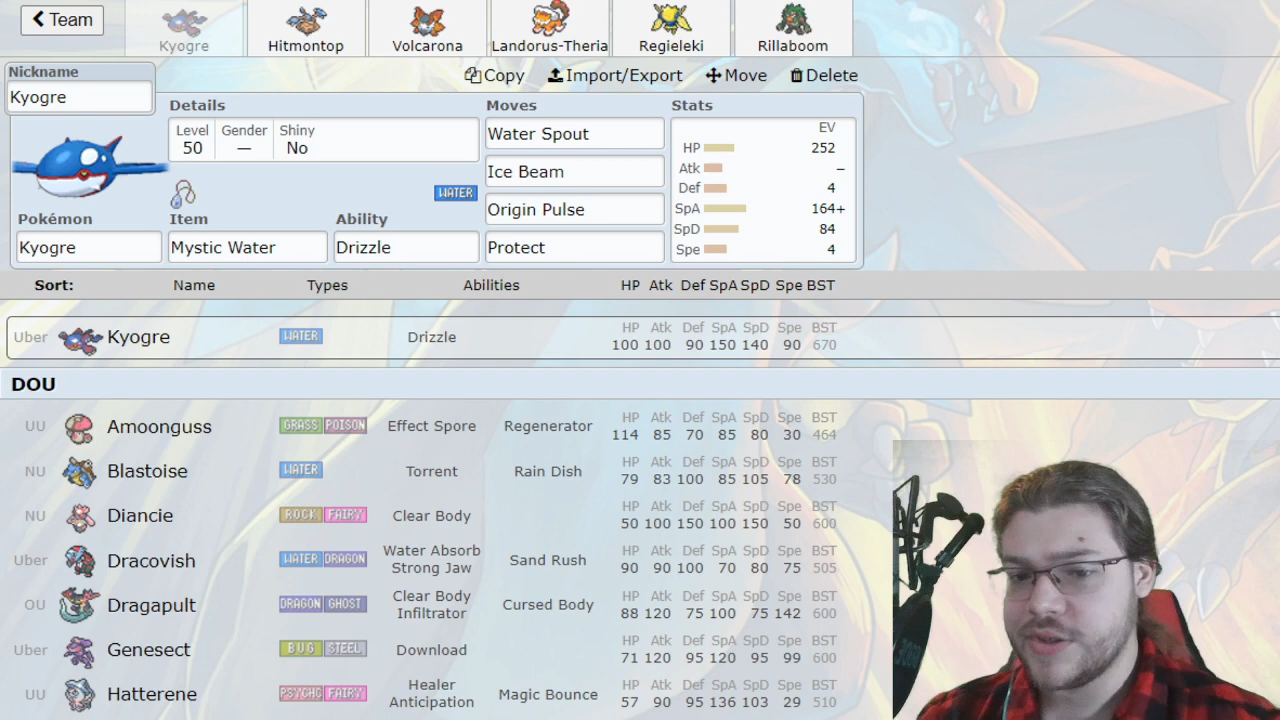 Team
Kyogre Hitmontop Volcarona Landorus-Theria Regieleki Rillaboom
Nickname
Kyogre
Copy Import/Export Move Delete
Details Moves Stats
Level Gender Shiny
50 — No
Water Spout
Ice Beam
Origin Pulse
Protect
EV
HP 252
Atk –
Def 4
SpA 164+
SpD 84
Spe 4
WATER
Pokémon Item Ability
Kyogre Mystic Water Drizzle
Sort: Name Types Abilities HP Atk Def SpA SpD Spe BST
HP Atk Def SpA SpD Spe BST
Uber Kyogre WATER Drizzle 100 100 90 150 140 90 670
DOU
HP Atk Def SpA SpD Spe BST
UU Amoonguss GRASS POISON Effect Spore Regenerator 114 85 70 85 80 30 464
HP Atk Def SpA SpD Spe BST
NU Blastoise WATER Torrent Rain Dish 79 83 100 85 105 78 530
HP Atk Def SpA SpD Spe BST
NU Diancie ROCK FAIRY Clear Body 50 100 150 100 150 50 600
Water Absorb HP Atk Def SpA SpD Spe BST
Uber Dracovish WATER DRAGON Strong Jaw Sand Rush 90 90 100 70 80 75 505
Clear Body HP Atk Def SpA SpD Spe BST
OU Dragapult DRAGON GHOST Infiltrator Cursed Body 88 120 75 100 75 142 600
HP Atk Def SpA SpD Spe BST
Uber Genesect BUG STEEL Download 71 120 95 120 95 99 600
Healer HP Atk Def SpA SpD Spe BST
UU Hatterene PSYCHC FAIRY Anticipation Magic Bounce 57 90 95 136 103 29 510